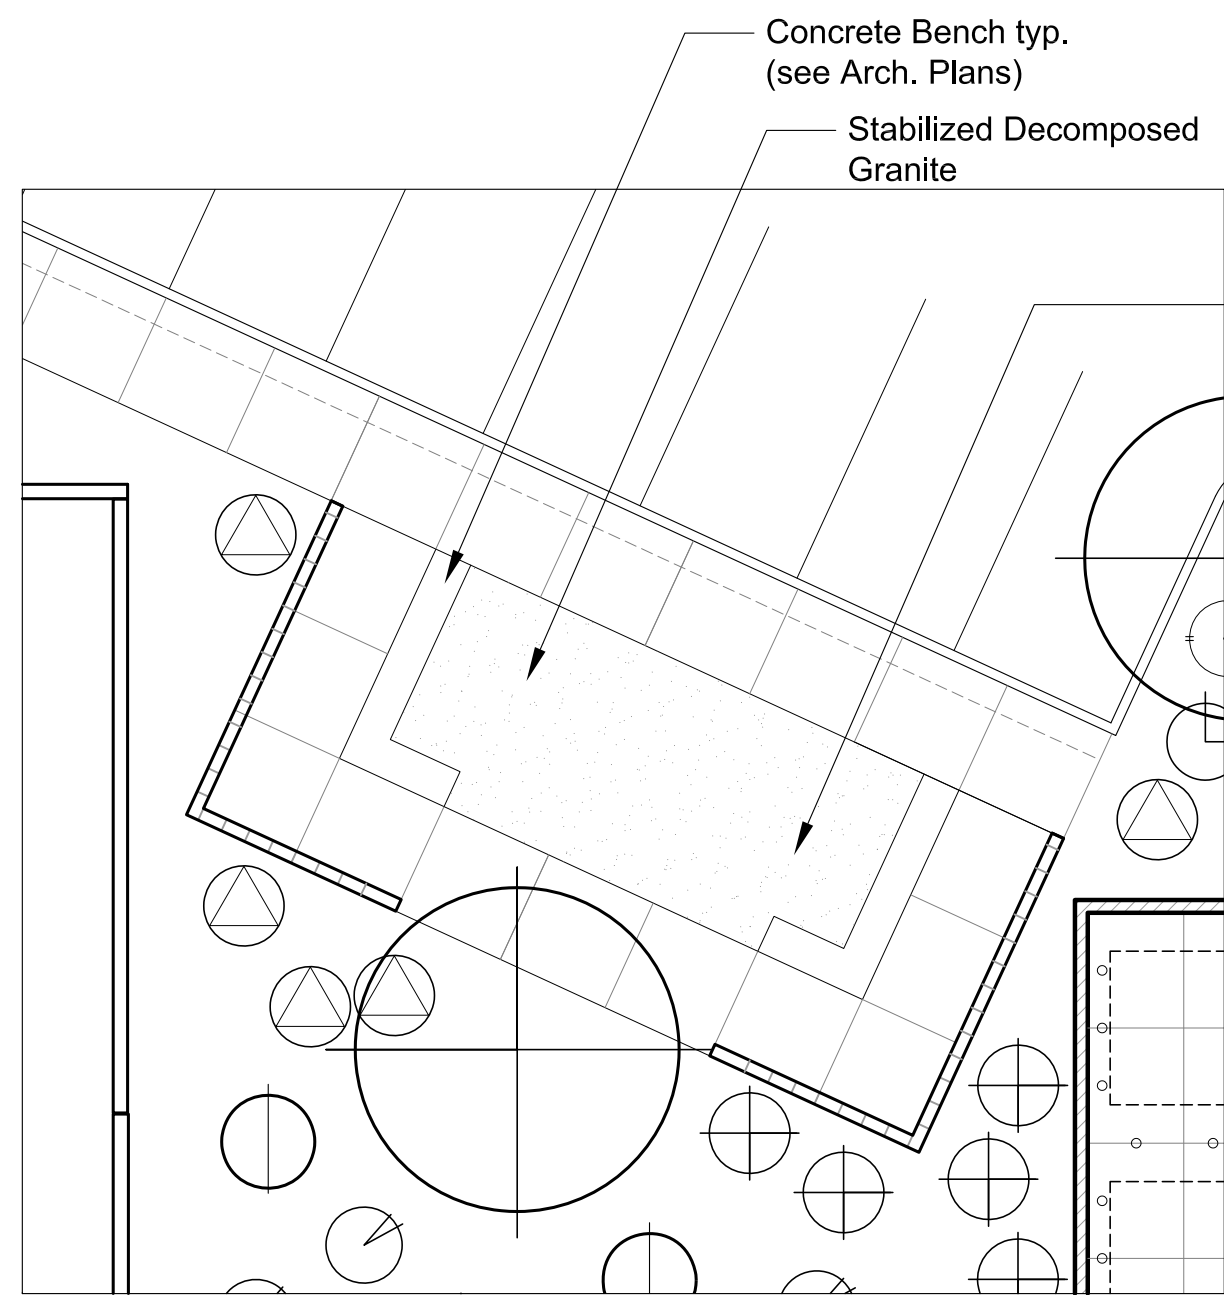 Concrete Bench typ.
(see Arch. Plans)
Stabilized Decomposed
Granite